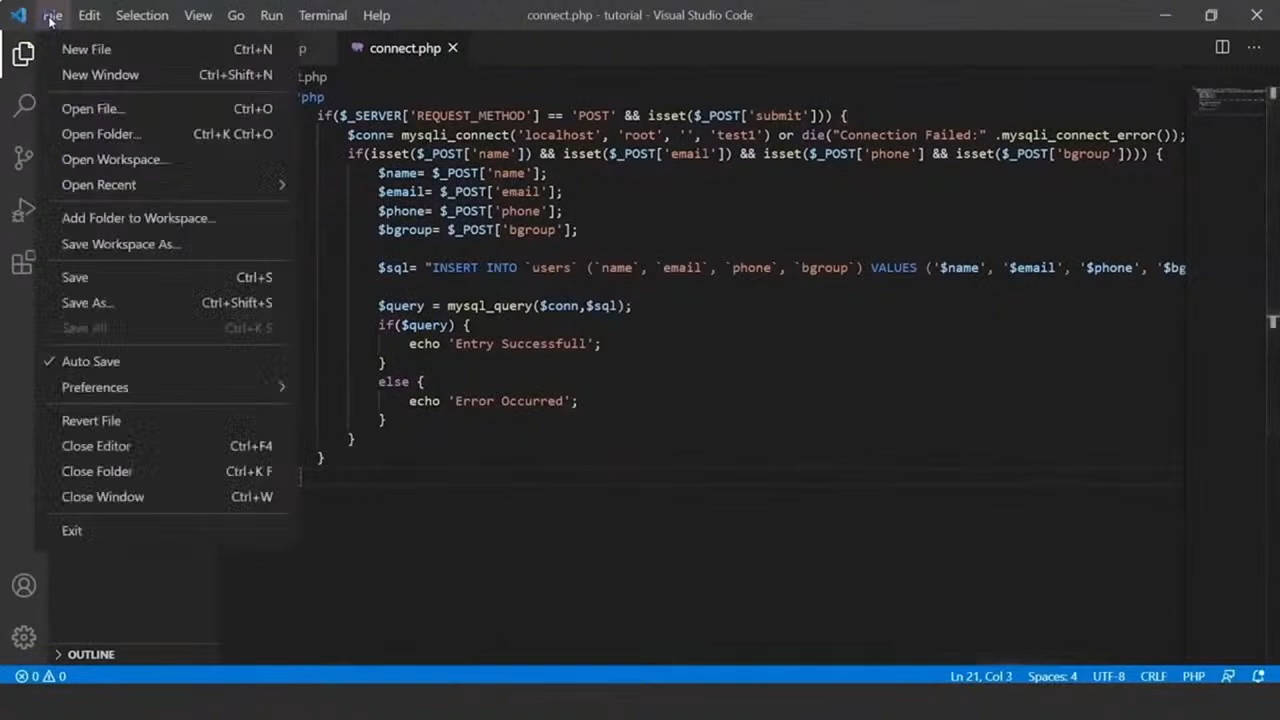 File Edit Selection View Go Run Terminal Help
connect.php - tutorial - Visual Studio Code
New File Ctrl+N
New Window Ctrl+Shift+N
Open File... Ctrl+O
Open Folder... Ctrl+K Ctrl+O
Open Workspace...
Open Recent
Add Folder to Workspace...
Save Workspace As...
Save Ctrl+S
Save As... Ctrl+Shift+S
Save All Ctrl+K S
Auto Save
Preferences
Revert File
Close Editor Ctrl+F4
Close Folder Ctrl+K F
Close Window Ctrl+W
Exit
OUTLINE
p connect.php
.php
php
if($_SERVER['REQUEST_METHOD'] == 'POST' && isset($_POST['submit'])) {
$conn= mysqli_connect('localhost', 'root', '', 'test1') or die("Connection Failed:" .mysqli_connect_error());
if(isset($_POST['name']) && isset($_POST['email']) && isset($_POST['phone'] && isset($_POST['bgroup']))) {
$name= $_POST['name'];
$email= $_POST['email'];
$phone= $_POST['phone'];
$bgroup= $_POST['bgroup'];
$sql= "INSERT INTO `users` (`name`, `email`, `phone`, `bgroup`) VALUES ('$name', '$email', '$phone', '$bg
$query = mysql_query($conn,$sql);
if($query) {
echo 'Entry Successfull';
}
else {
echo 'Error Occurred';
}
}
}
0 0
Ln 21, Col 3 Spaces: 4 UTF-8 CRLF PHP